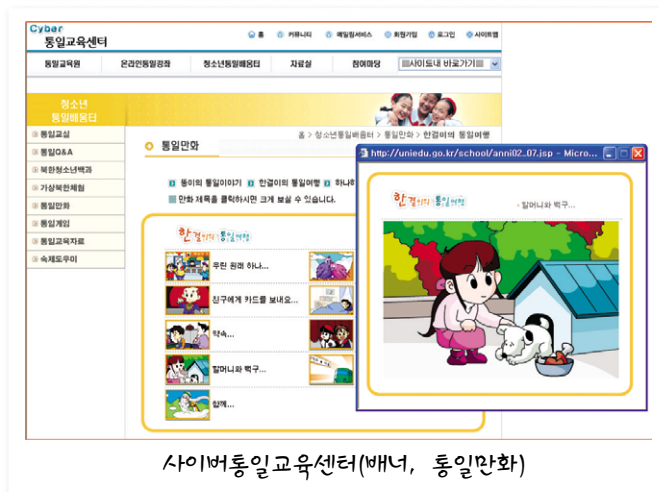 Cyber
통일교육센터
홈 커뮤니티 메일링서비스 회원가입 로그인 사이트맵
통일교육원 온라인통일강좌 청소년통일배움터 자료실 참여마당 사이트내 바로가기
청소년
통일배움터
통일교실
통일Q&A
북한청소년백과
가상북한체험
통일만화
통일게임
통일교육자료
숙제도우미
통일만화
홈 > 청소년통일배움터 > 통일만화 > 한결이의 통일여행
똥이의 통일이야기 한결이의 통일여행 하나
만화 제목을 클릭하시면 크게 보실 수 있습니다.
한결이의 통일여행
우린 원래 하나...
친구에게 카드를 보내요...
약속...
할머니와 백구...
함께...
http://uniedu.go.kr/school/anni02_07.jsp - Micro...
한결이의 통일여행
- 할머니와 백구...
사이버통일교육센터(배너, 통일만화)